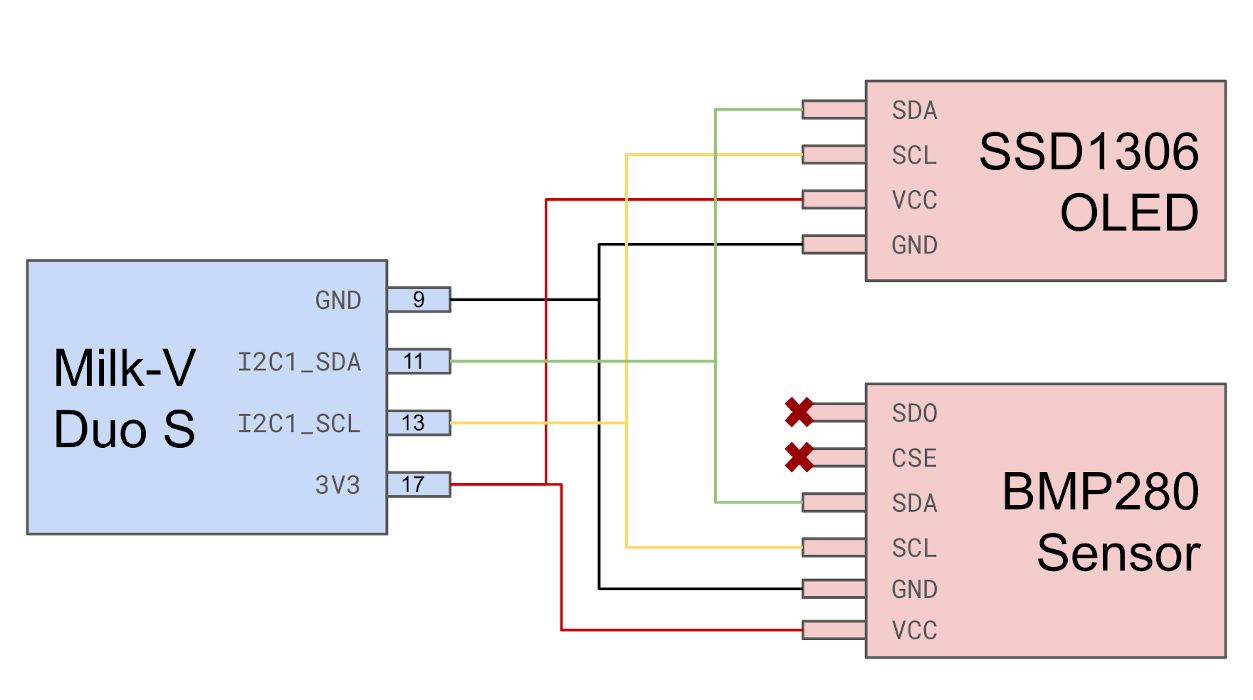 Milk-V
Duo S
GND
9
I2C1_SDA
11
I2C1_SCL
13
3V3
17
SDA
SCL
VCC
GND
SSD1306
OLED
SDO
CSE
SDA
SCL
GND
VCC
BMP280
Sensor